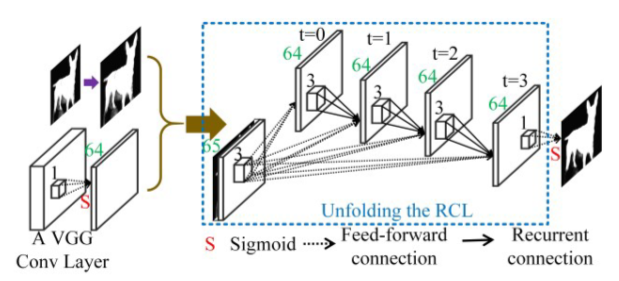 t=0
t=1
t=2
t=3
64
64
64
64
64
65
3
3
3
3
1
1
S
S
A VGG
Conv Layer
Unfolding the RCL
S Sigmoid Feed-forward connection Recurrent connection